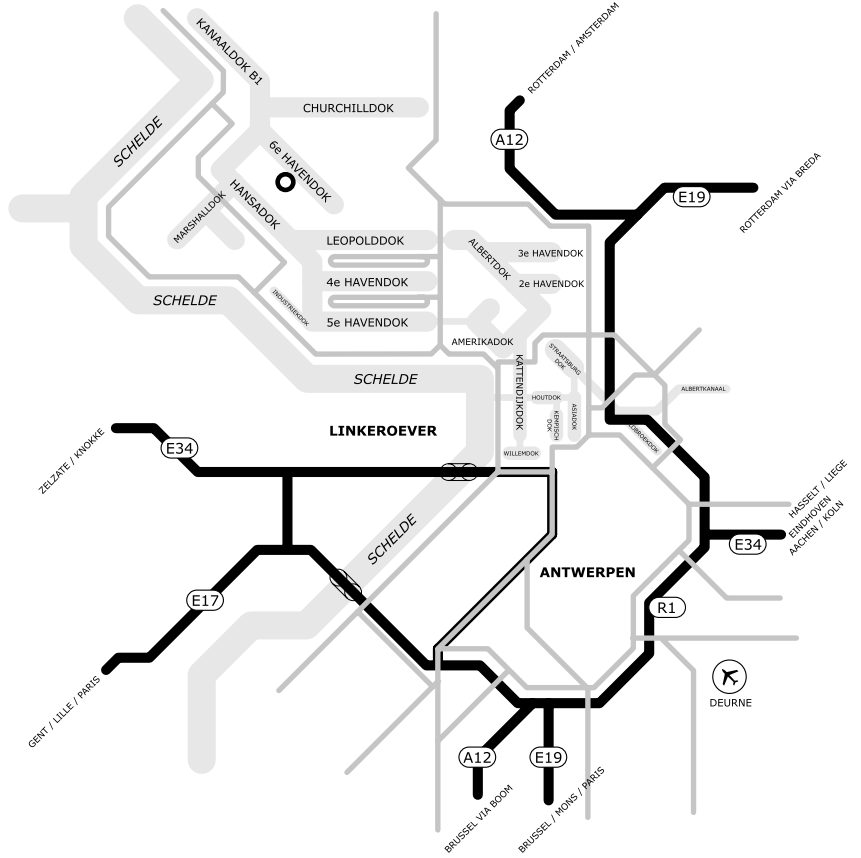 ROTTERDAM / AMSTERDAM
KANAALDOK B1
CHURCHILLDOK
A12
SCHELDE
6e HAVENDOK
ROTTERDAM VIA BREDA
E19
HANSADOK
MARSHALLDOK
LEOPOLDDOK
ALBERTDOK
3e HAVENDOK
4e HAVENDOK
2e HAVENDOK
SCHELDE
INDUSTRIEKDOK
5e HAVENDOK
AMERIKADOK
STRAATSBURG
DOK
KATTENDIJKDOK
SCHELDE
ALBERTKANAAL
HOUTDOK
ASIADOK
KEMPISCH
DOK
LINKEROEVER
WILLEMDOK
ZELZATE / KNOKKE
E34
HASSELT / LIEGE
EINDHOVEN
AACHEN / KOLN
SCHELDE
E34
ANTWERPEN
E17
R1
DEURNE
GENT / LILLE / PARIS
A12
E19
BRUSSEL VIA BOOM
BRUSSEL / MONS / PARIS